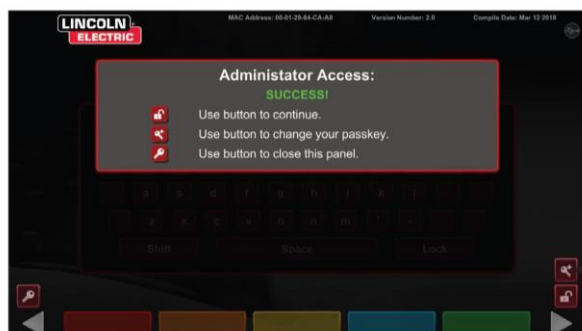 LINCOLN
ELECTRIC
MAC Address: 00-01-29-84-CA-A8
Version Number: 2.0
Compile Date: Mar 12 2018
Administator Access:
SUCCESS!
Use button to continue.
Use button to change your passkey.
Use button to close this panel.
a s d f g h j k l
z x c v b n m
Shift Space Lock